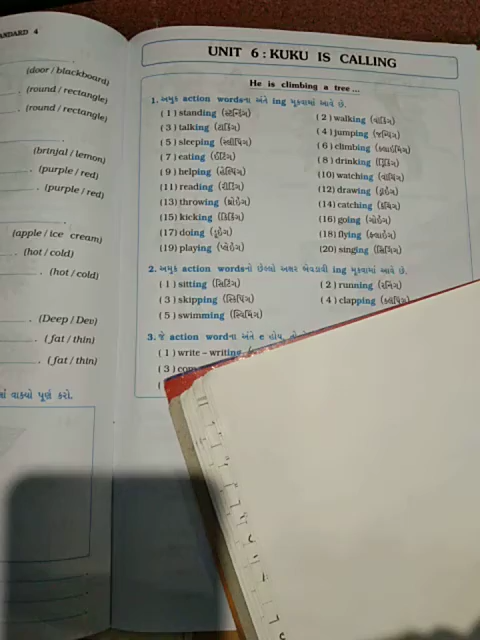 STANDARD 4
(door / blackboard)
(round / rectangle)
(round / rectangle)
(brinjal / lemon)
(purple / red)
(purple / red)
(apple / ice cream)
(hot / cold)
(hot / cold)
(Deep / Dev)
(fat / thin)
(fat / thin)
વાક્યો પૂર્ણ કરો.
UNIT 6 : KUKU IS CALLING
He is climbing a tree ...
1. અમુક action wordsના અંતે ing મૂકવામાં આવે છે.
( 1 ) standing (સ્ટેન્ડિંગ) ( 2 ) walking (વૉકિંગ)
( 3 ) talking (ટૉકિંગ) ( 4 ) jumping (જમ્પિંગ)
( 5 ) sleeping (સ્લીપિંગ) ( 6 ) climbing (ક્લાઇમિંગ)
( 7 ) eating (ઈટિંગ) ( 8 ) drinking (ડ્રિંકિંગ)
( 9 ) helping (હેલ્પિંગ) (10) watching (વૉચિંગ)
(11) reading (રીડિંગ) (12) drawing (ડ્રૉઇંગ)
(13) throwing (થ્રોઇંગ) (14) catching (કૅચિંગ)
(15) kicking (કિકિંગ) (16) going (ગોઇંગ)
(17) doing (ડૂઇંગ) (18) flying (ફ્લાઇંગ)
(19) playing (પ્લેઇંગ) (20) singing (સિંગિંગ)
2. અમુક action wordsનો છેલ્લો અક્ષર બેવડાવી ing મૂકવામાં આવે છે.
( 1 ) sitting (સિટિંગ) ( 2 ) running (રનિંગ)
( 3 ) skipping (સ્કિપિંગ) ( 4 ) clapping (ક્લૅપિંગ)
( 5 ) swimming (સ્વિમિંગ)
3. જે action wordના અંતે e હોય, તો
( 1 ) write – writing
( 3 )
(